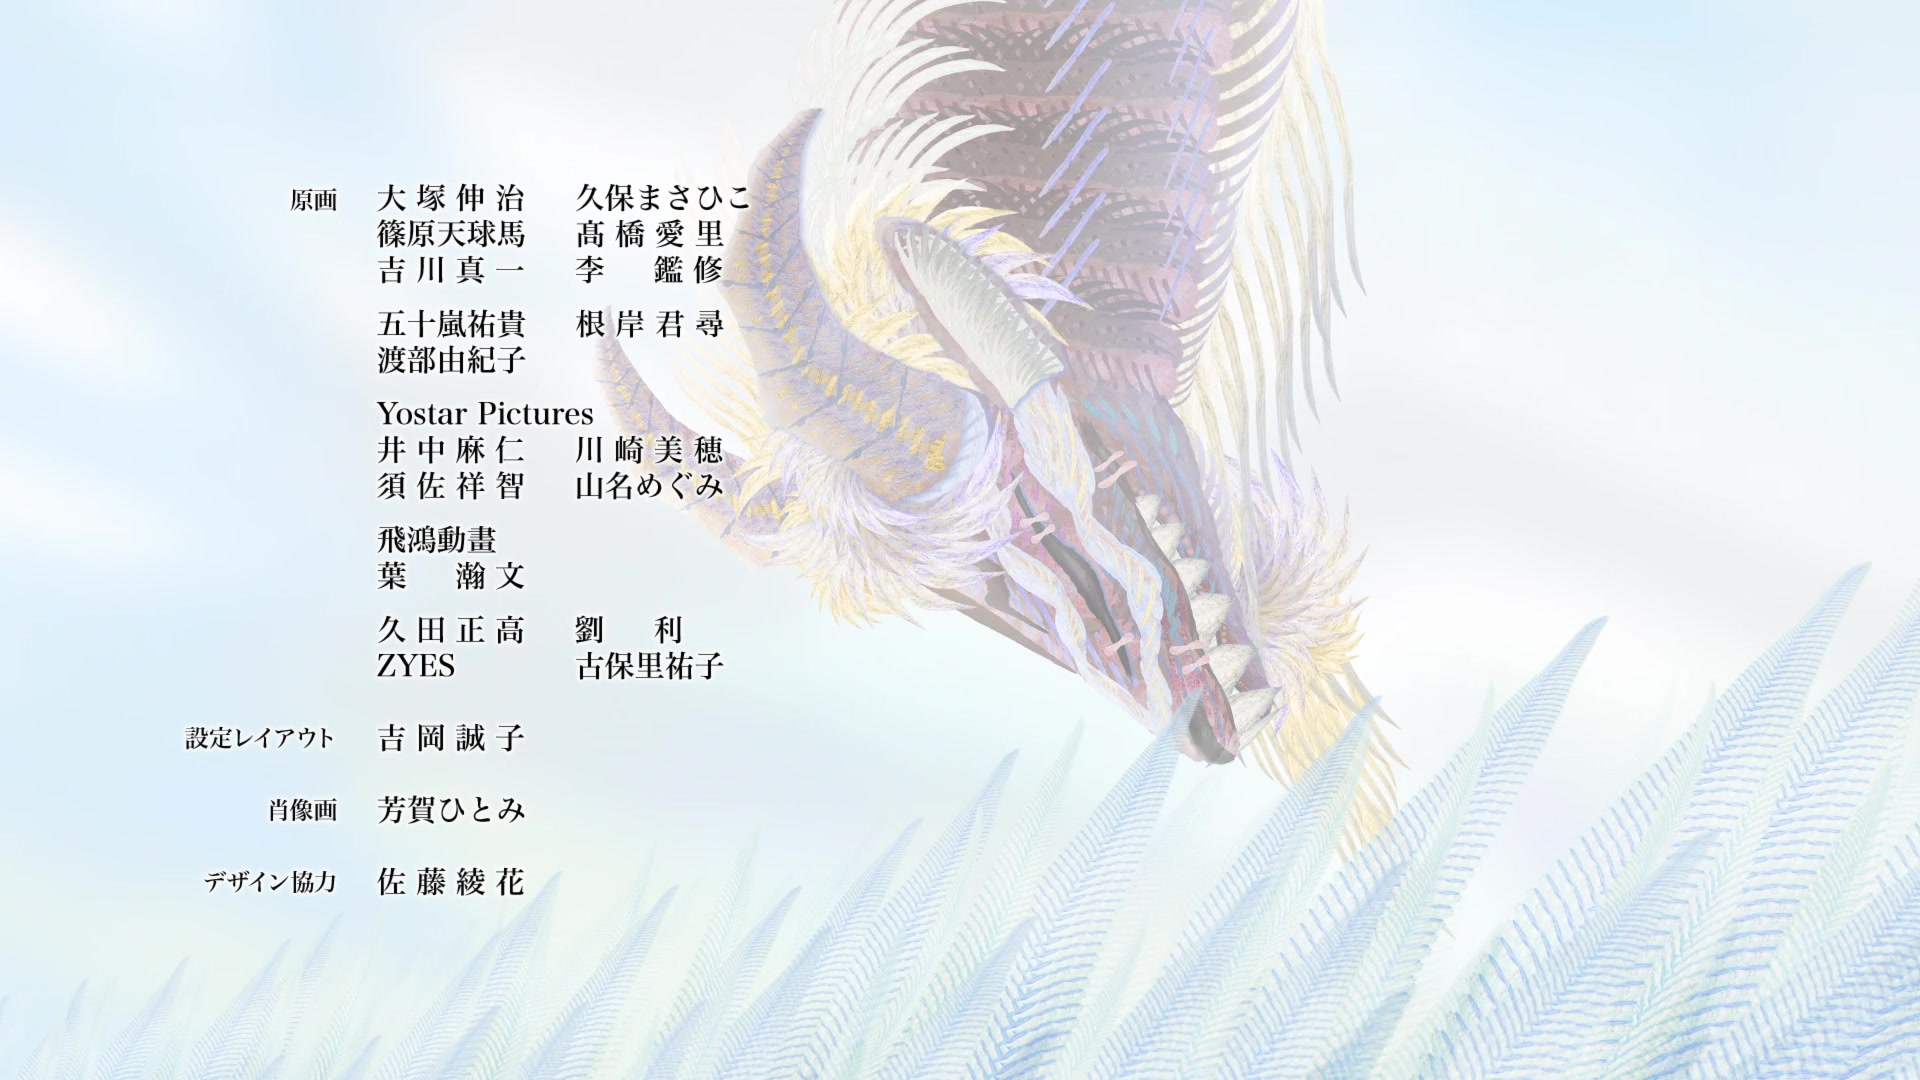 原画 大塚伸治 久保まさひこ
篠原天球馬 髙橋愛里
吉川真一 李 鑑修
五十嵐祐貴 根岸君尋
渡部由紀子
Yostar Pictures
井中麻仁 川崎美穂
須佐祥智 山名めぐみ
飛鴻動畫
葉 瀚文
久田正高 劉 利
ZYES 古保里祐子
設定レイアウト 吉岡誠子
肖像画 芳賀ひとみ
デザイン協力 佐藤綾花